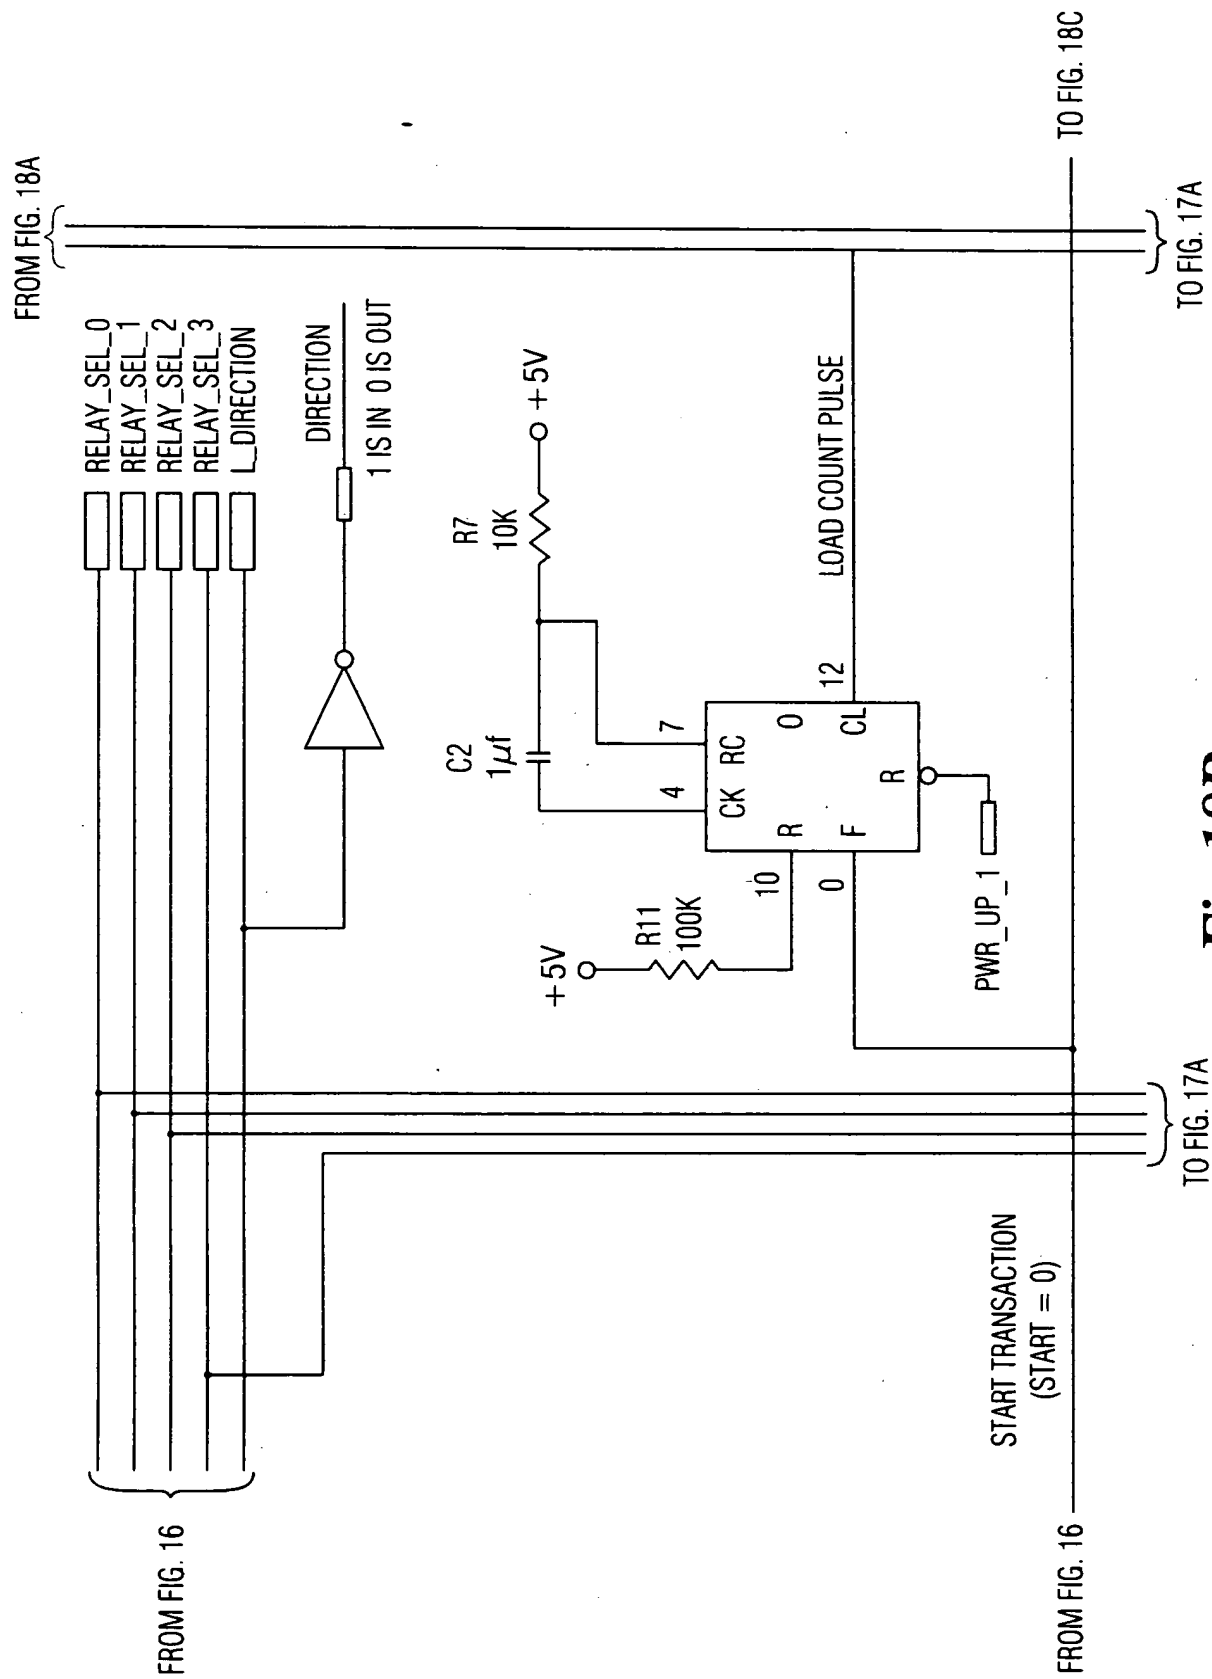 FROM FIG. 18A
RELAY_SEL_0
RELAY_SEL_1
RELAY_SEL_2
RELAY_SEL_3
L_DIRECTION
FROM FIG. 16
DIRECTION
1 IS IN 0 IS OUT
+5V
R7
10K
C2
1µf
4
7
CK
RC
+5V
R11
100K
10
R
O
0
F
CL
12
LOAD COUNT PULSE
R
PWR_UP_1
START TRANSACTION
(START = 0)
FROM FIG. 16
TO FIG. 18C
TO FIG. 17A
TO FIG. 17A